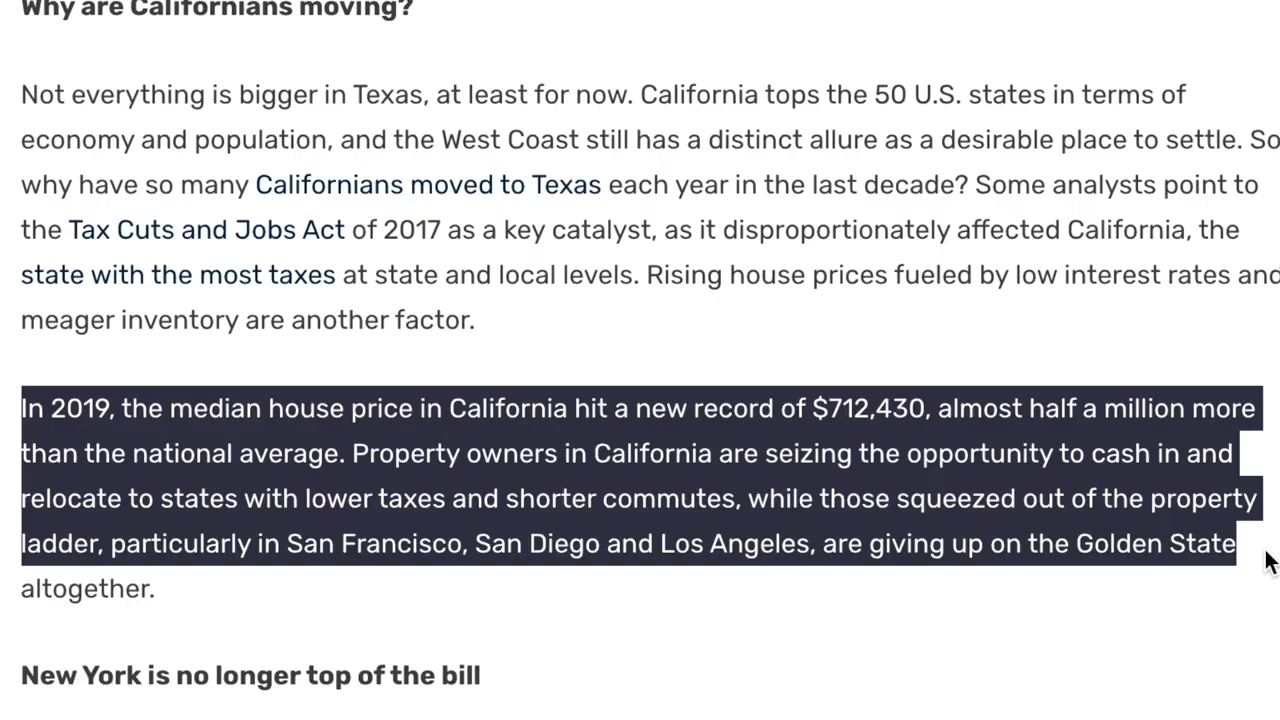 Why are Californians moving?
Not everything is bigger in Texas, at least for now. California tops the 50 U.S. states in terms of
economy and population, and the West Coast still has a distinct allure as a desirable place to settle. So
why have so many Californians moved to Texas each year in the last decade? Some analysts point to
the Tax Cuts and Jobs Act of 2017 as a key catalyst, as it disproportionately affected California, the
state with the most taxes at state and local levels. Rising house prices fueled by low interest rates and
meager inventory are another factor.
In 2019, the median house price in California hit a new record of $712,430, almost half a million more
than the national average. Property owners in California are seizing the opportunity to cash in and
relocate to states with lower taxes and shorter commutes, while those squeezed out of the property
ladder, particularly in San Francisco, San Diego and Los Angeles, are giving up on the Golden State
altogether.
New York is no longer top of the bill